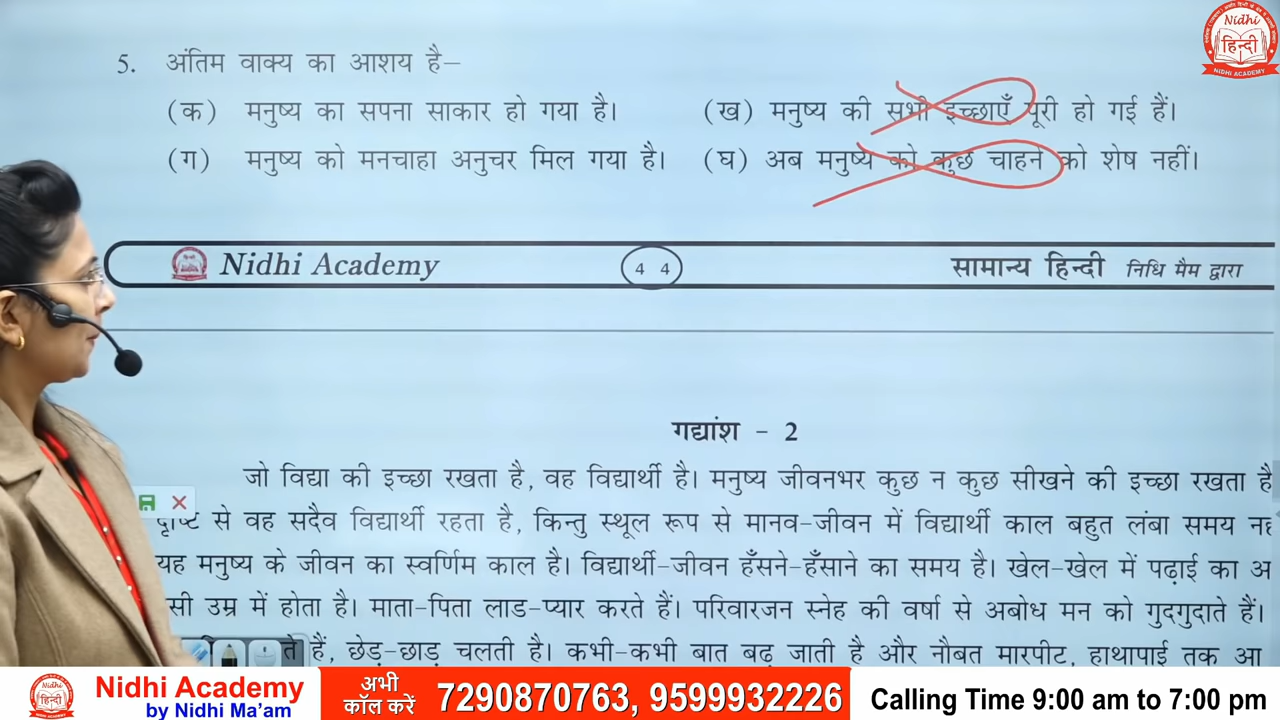 Nidhi
हिन्दी
NIDHI ACADEMY
5. अंतिम वाक्य का आशय है–
(क) मनुष्य का सपना साकार हो गया है। (ख) मनुष्य की सभी इच्छाएँ पूरी हो गई हैं।
(ग) मनुष्य को मनचाहा अनुचर मिल गया है। (घ) अब मनुष्य को कुछ चाहने को शेष नहीं।
Nidhi Academy 4 4 सामान्य हिन्दी निधि मैम द्वारा
गद्यांश - 2
जो विद्या की इच्छा रखता है, वह विद्यार्थी है। मनुष्य जीवनभर कुछ न कुछ सीखने की इच्छा रखता है
से वह सदैव विद्यार्थी रहता है, किन्तु स्थूल रूप से मानव-जीवन में विद्यार्थी काल बहुत लंबा समय
यह मनुष्य के जीवन का स्वर्णिम काल है। विद्यार्थी-जीवन हँसने-हँसाने का समय है। खेल-खेल में पढ़ाई का
उम्र में होता है। माता-पिता लाड-प्यार करते हैं। परिवारजन स्नेह की वर्षा से अबोध मन को गुदगुदाते हैं।
हैं, छेड़-छाड़ चलती है। कभी-कभी बात बढ़ जाती है और नौबत मारपीट, हाथापाई तक आ
Nidhi Academy
by Nidhi Ma'am
अभी
कॉल करें
7290870763, 9599932226
Calling Time 9:00 am to 7:00 pm